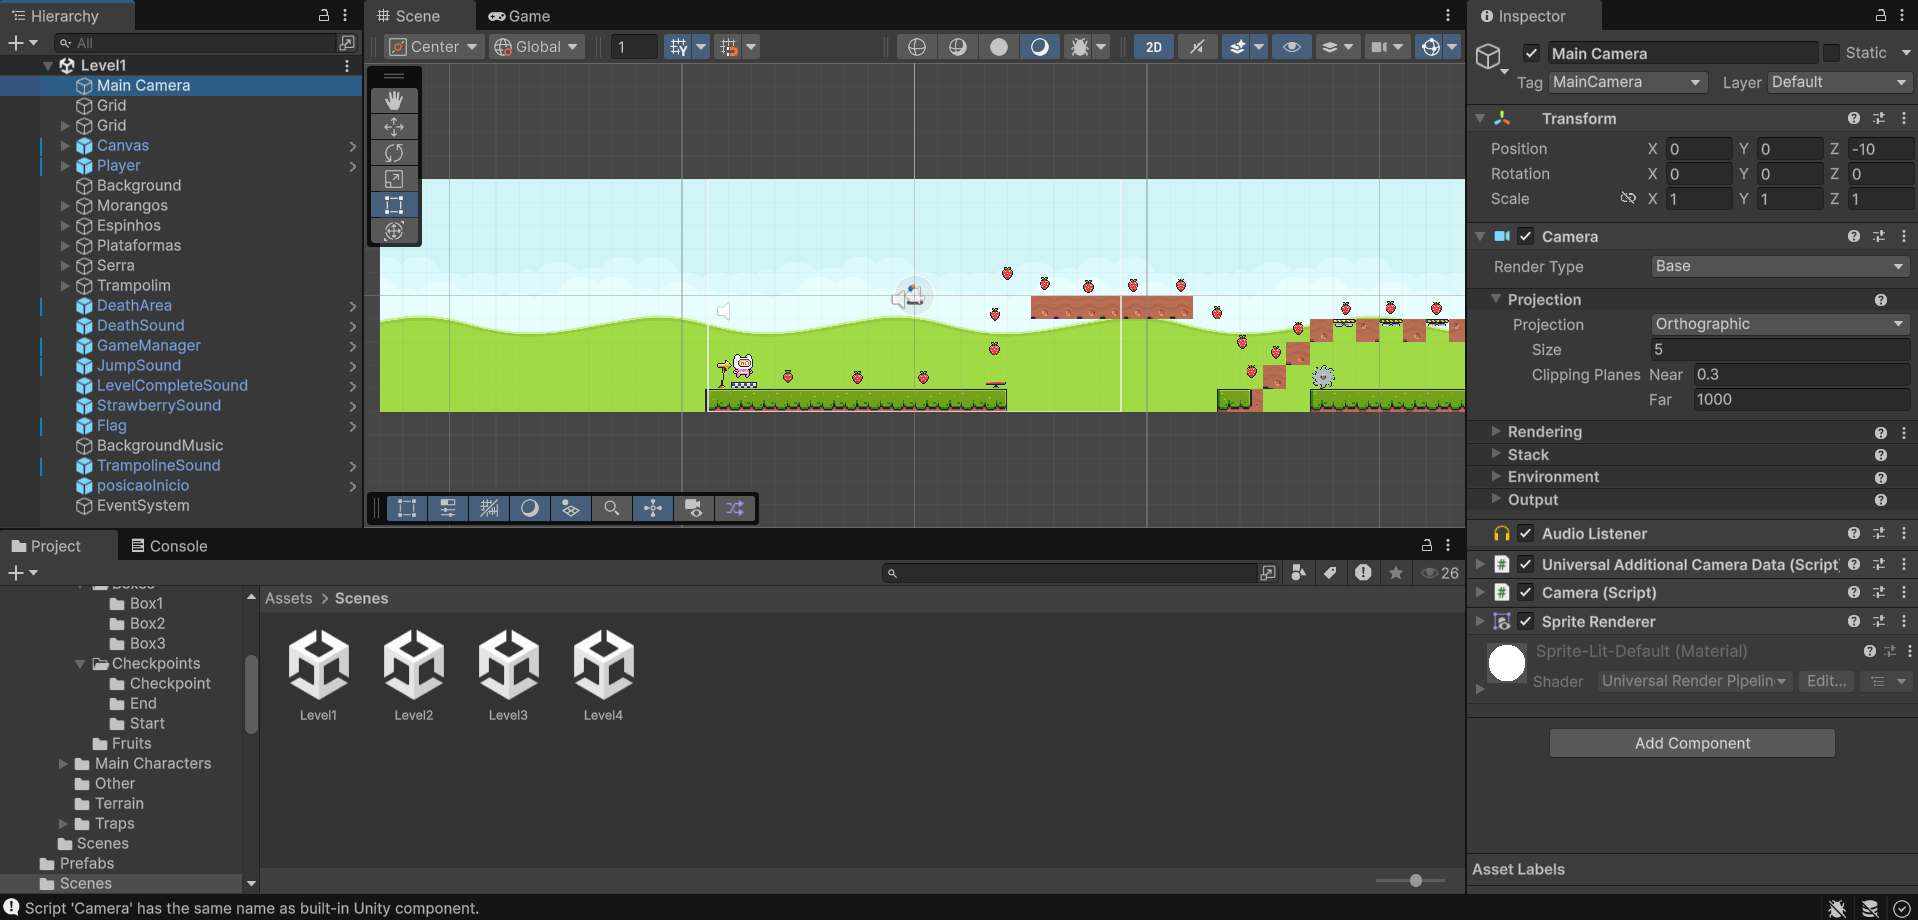 Hierarchy
All
Level1
Main Camera
Grid
Grid
Canvas
Player
Background
Morangos
Espinhos
Plataformas
Serra
Trampolim
DeathArea
DeathSound
GameManager
JumpSound
LevelCompleteSound
StrawberrySound
Flag
BackgroundMusic
TrampolineSound
posicaoInicio
EventSystem
Scene
Game
Center
Global
1
2D
Project
Console
26
Boxes
Box1
Box2
Box3
Checkpoints
Checkpoint
End
Start
Fruits
Main Characters
Other
Terrain
Traps
Scenes
Prefabs
Scenes
Assets > Scenes
Level1
Level2
Level3
Level4
Inspector
Main Camera
Static
Tag MainCamera Layer Default
Transform
Position X 0 Y 0 Z -10
Rotation X 0 Y 0 Z 0
Scale X 1 Y 1 Z 1
Camera
Render Type Base
Projection
Projection Orthographic
Size 5
Clipping Planes Near 0.3
Far 1000
Rendering
Stack
Environment
Output
Audio Listener
# Universal Additional Camera Data (Script
# Camera (Script)
Sprite Renderer
Sprite-Lit-Default (Material)
Shader Universal Render Pipelin Edit...
Add Component
Asset Labels
Script 'Camera' has the same name as built-in Unity component.